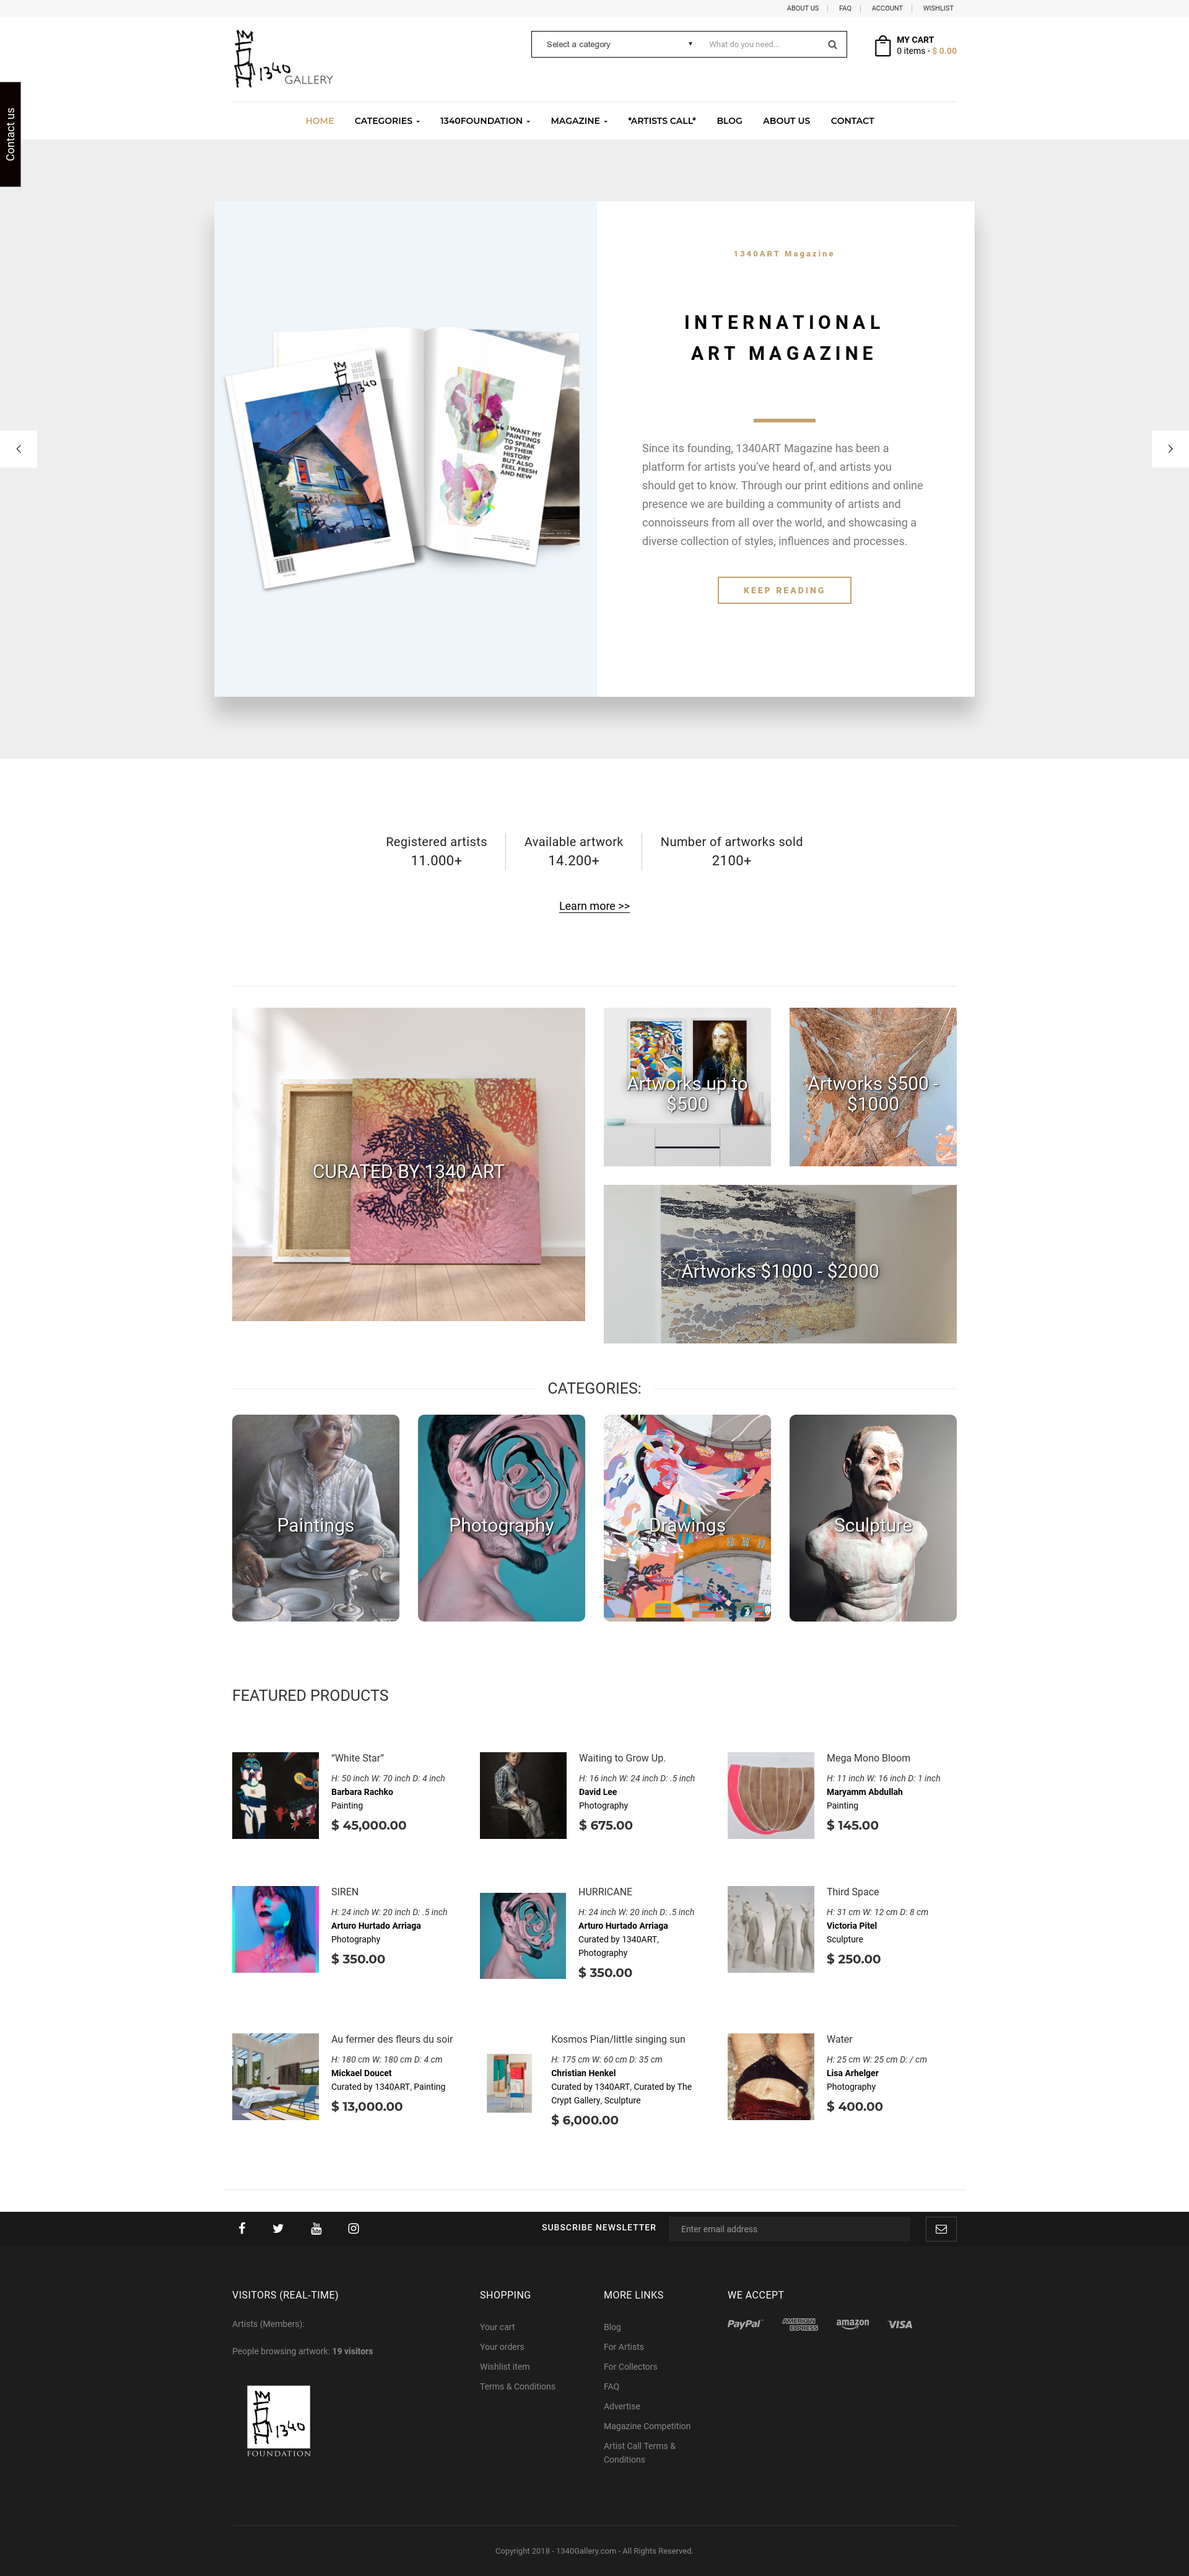 ABOUT US
FAQ
ACCOUNT
WISHLIST
1340 GALLERY
Select a category
What do you need...
MY CART
0 items - $ 0.00
Contact us
HOME
CATEGORIES
1340FOUNDATION
MAGAZINE
*ARTISTS CALL*
BLOG
ABOUT US
CONTACT
1340 ART
MAGAZINE
1340
I WANT MY
PAINTINGS
TO SPEAK
OF THEIR
HISTORY
BUT ALSO
FEEL FRESH
AND NEW
1340ART Magazine
INTERNATIONAL
ART MAGAZINE
Since its founding, 1340ART Magazine has been a
platform for artists you've heard of, and artists you
should get to know. Through our print editions and online
presence we are building a community of artists and
connoisseurs from all over the world, and showcasing a
diverse collection of styles, influences and processes.
KEEP READING
Registered artists
11.000+
Available artwork
14.200+
Number of artworks sold
2100+
Learn more >>
CURATED BY 1340 ART
Artworks up to
$500
Artworks $500 -
$1000
Artworks $1000 - $2000
CATEGORIES:
Paintings
Photography
Drawings
Sculpture
FEATURED PRODUCTS
“White Star”
H: 50 inch W: 70 inch D: 4 inch
Barbara Rachko
Painting
$ 45,000.00
Waiting to Grow Up.
H: 16 inch W: 24 inch D: .5 inch
David Lee
Photography
$ 675.00
Mega Mono Bloom
H: 11 inch W: 16 inch D: 1 inch
Maryamm Abdullah
Painting
$ 145.00
SIREN
H: 24 inch W: 20 inch D: .5 inch
Arturo Hurtado Arriaga
Photography
$ 350.00
HURRICANE
H: 24 inch W: 20 inch D: .5 inch
Arturo Hurtado Arriaga
Curated by 1340ART,
Photography
$ 350.00
Third Space
H: 31 cm W: 12 cm D: 8 cm
Victoria Pitel
Sculpture
$ 250.00
Au fermer des fleurs du soir
H: 180 cm W: 180 cm D: 4 cm
Mickael Doucet
Curated by 1340ART, Painting
$ 13,000.00
Kosmos Pian/little singing sun
H: 175 cm W: 60 cm D: 35 cm
Christian Henkel
Curated by 1340ART, Curated by The
Crypt Gallery, Sculpture
$ 6,000.00
Water
H: 25 cm W: 25 cm D: / cm
Lisa Arhelger
Photography
$ 400.00
You Tube
SUBSCRIBE NEWSLETTER
Enter email address
VISITORS (REAL-TIME)
Artists (Members):
People browsing artwork: 19 visitors
1340
FOUNDATION
SHOPPING
Your cart
Your orders
Wishlist item
Terms & Conditions
MORE LINKS
Blog
For Artists
For Collectors
FAQ
Advertise
Magazine Competition
Artist Call Terms &
Conditions
WE ACCEPT
PayPal
AMERICAN EXPRESS
amazon
VISA
Copyright 2018 - 1340Gallery.com - All Rights Reserved.